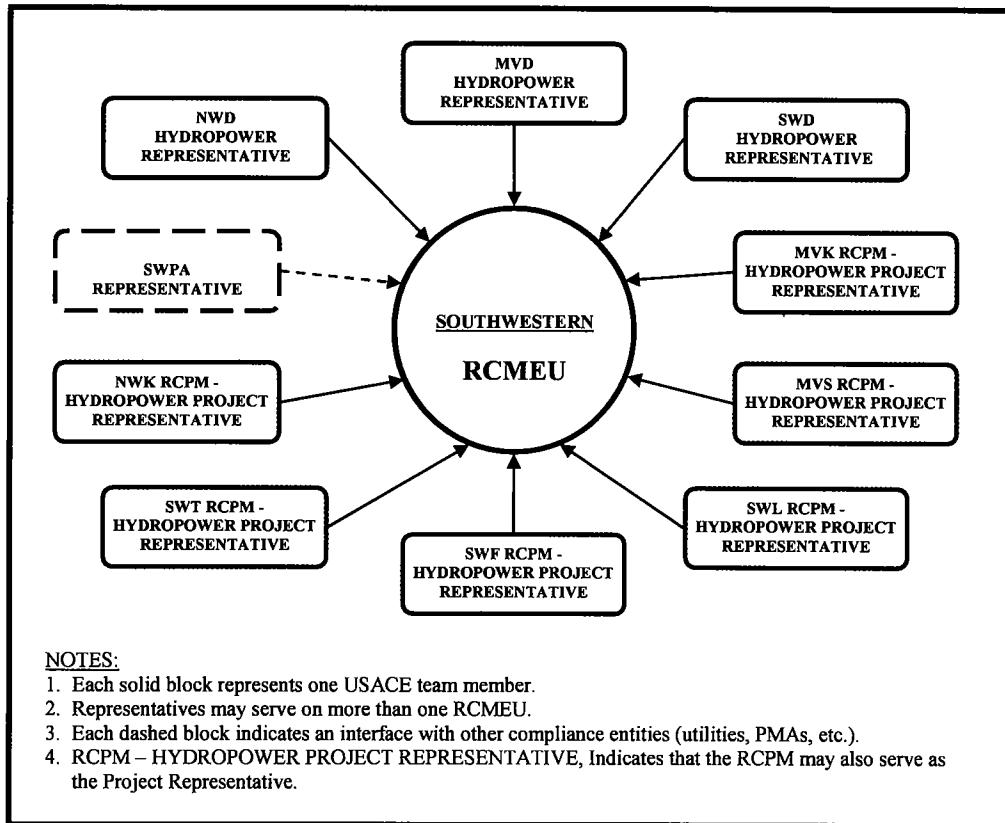 MVD
HYDROPOWER
REPRESENTATIVE
NWD
HYDROPOWER
REPRESENTATIVE
SWD
HYDROPOWER
REPRESENTATIVE
SWPA
REPRESENTATIVE
MVK RCPM -
HYDROPOWER PROJECT
REPRESENTATIVE
SOUTHWESTERN
RCMEU
NWK RCPM -
HYDROPOWER PROJECT
REPRESENTATIVE
MVS RCPM -
HYDROPOWER PROJECT
REPRESENTATIVE
SWT RCPM -
HYDROPOWER PROJECT
REPRESENTATIVE
SWF RCPM -
HYDROPOWER PROJECT
REPRESENTATIVE
SWL RCPM -
HYDROPOWER PROJECT
REPRESENTATIVE
NOTES:
1. Each solid block represents one USACE team member.
2. Representatives may serve on more than one RCMEU.
3. Each dashed block indicates an interface with other compliance entities (utilities, PMAs, etc.).
4. RCPM – HYDROPOWER PROJECT REPRESENTATIVE, Indicates that the RCPM may also serve as
the Project Representative.